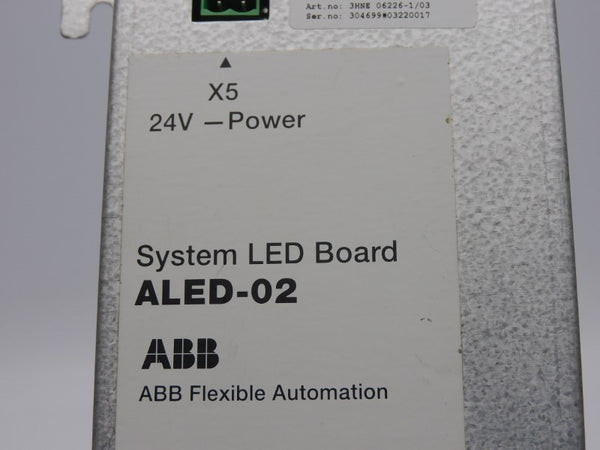 Art.no: 3HNE 06226-1/03
Ser.no: 304699#03220017
X5
24V —Power
System LED Board
ALED-02
ABB
ABB Flexible Automation